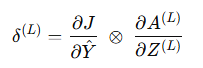 δ^(L) = ∂J/∂Ŷ ⊗ ∂A^(L)/∂Z^(L)